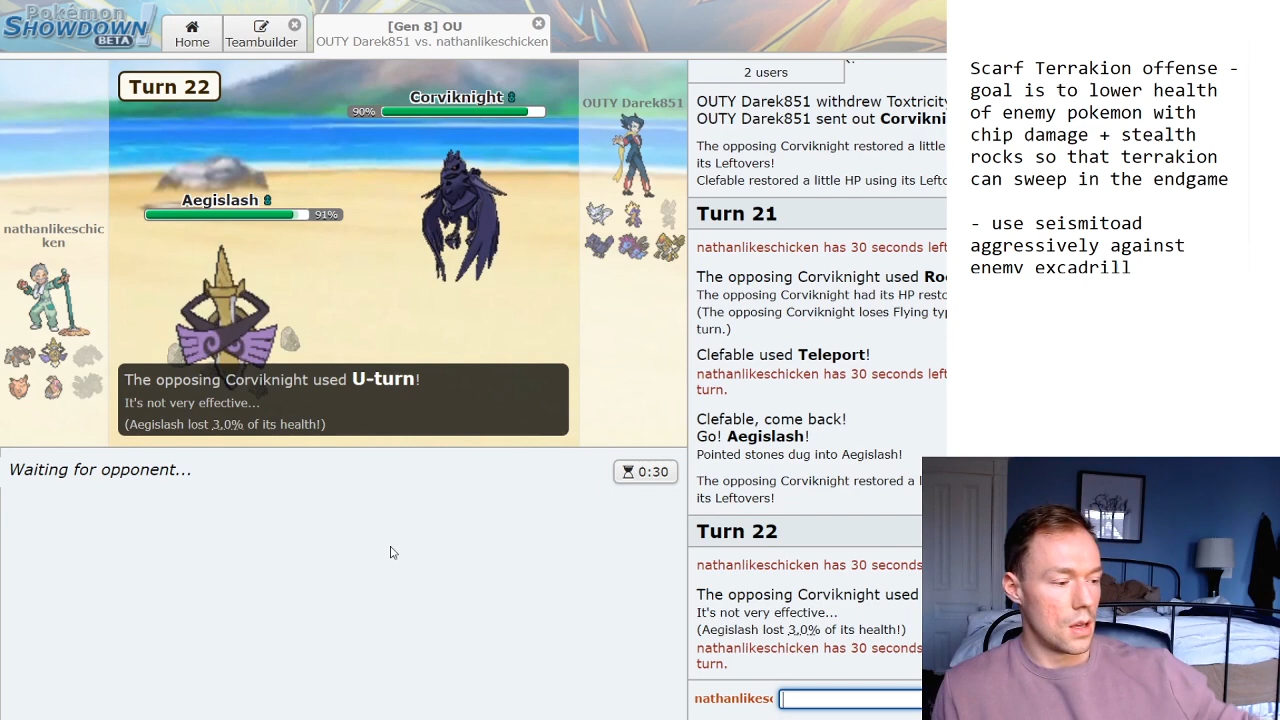 Pokémon
SHOWDOWN!
BETA
Home
Teambuilder
[Gen 8] OU
OUTY Darek851 vs. nathanlikeschicken
Turn 22
Corviknight
90%
Aegislash
91%
nathanlikeschic
ken
OUTY Darek851
The opposing Corviknight used U-turn!
It's not very effective...
(Aegislash lost 3.0% of its health!)
Waiting for opponent...
0:30
2 users
OUTY Darek851 withdrew Toxtricity
OUTY Darek851 sent out Corvikni
The opposing Corviknight restored a little
its Leftovers!
Clefable restored a little HP using its Lefto
Turn 21
nathanlikeschicken has 30 seconds left
The opposing Corviknight used Roo
The opposing Corviknight had its HP resto
(The opposing Corviknight loses Flying typ
turn.)
Clefable used Teleport!
nathanlikeschicken has 30 seconds left
turn.
Clefable, come back!
Go! Aegislash!
Pointed stones dug into Aegislash!
The opposing Corviknight restored a l
its Leftovers!
Turn 22
nathanlikeschicken has 30 seconds
The opposing Corviknight used
It's not very effective...
(Aegislash lost 3.0% of its health!)
nathanlikeschicken has 30 seconds
turn.
nathanlikesc
Scarf Terrakion offense -
goal is to lower health
of enemy pokemon with
chip damage + stealth
rocks so that terrakion
can sweep in the endgame
- use seismitoad
aggressively against
enemy excadrill